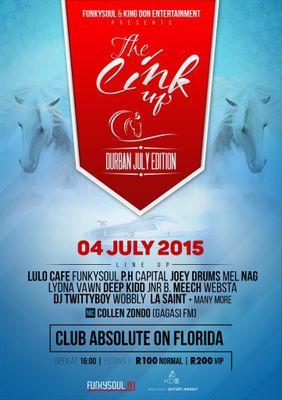 FUNKYSOUL & KING DON ENTERTAINMENT
PRESENTS
The
Link
up
DURBAN JULY EDITION
04 JULY 2015
LINE UP
LULO CAFE FUNKYSOUL P.H CAPITAL JOEY DRUMS MEL NAG
LYDNA VAWN DEEP KIDD JNR B. MEECH WEBSTA
DJ TWITTYBOY WOBBLY LA SAINT + MANY MORE
MC COLLEN ZONDO (GAGASI FM)
CLUB ABSOLUTE ON FLORIDA
OPEN AT 16:00 | ENTRANCE R100 NORMAL | R200 VIP
FUNKYSOUL.DJ